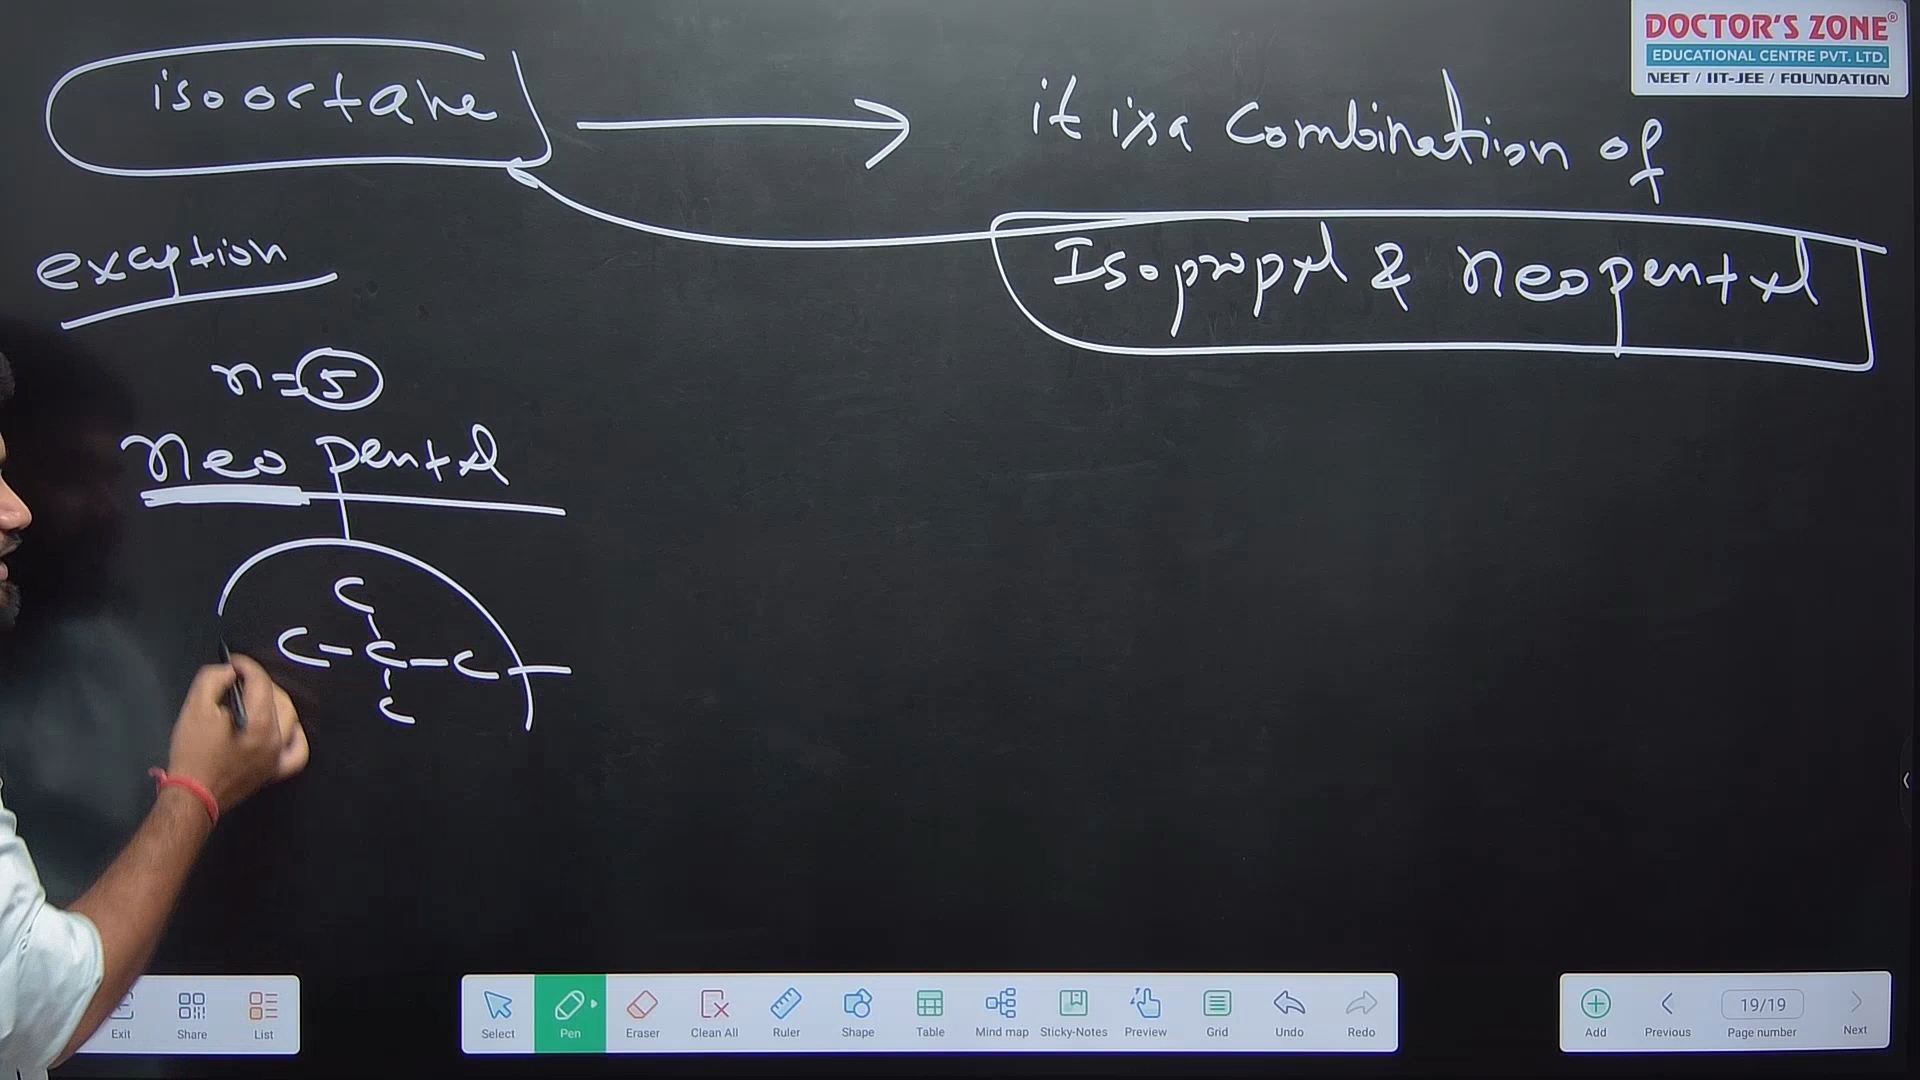 isooctane → it is a Combination of
Isopropyl & neopentyl
exception
n=5
Neo pentyl
C
C-C-C-
C
DOCTOR'S ZONE®
EDUCATIONAL CENTRE PVT. LTD.
NEET / IIT-JEE / FOUNDATION
Exit Share List
Select Pen Eraser Clean All Ruler Shape Table Mind map Sticky-Notes Preview Grid Undo Redo
Add Previous 19/19 Page number Next